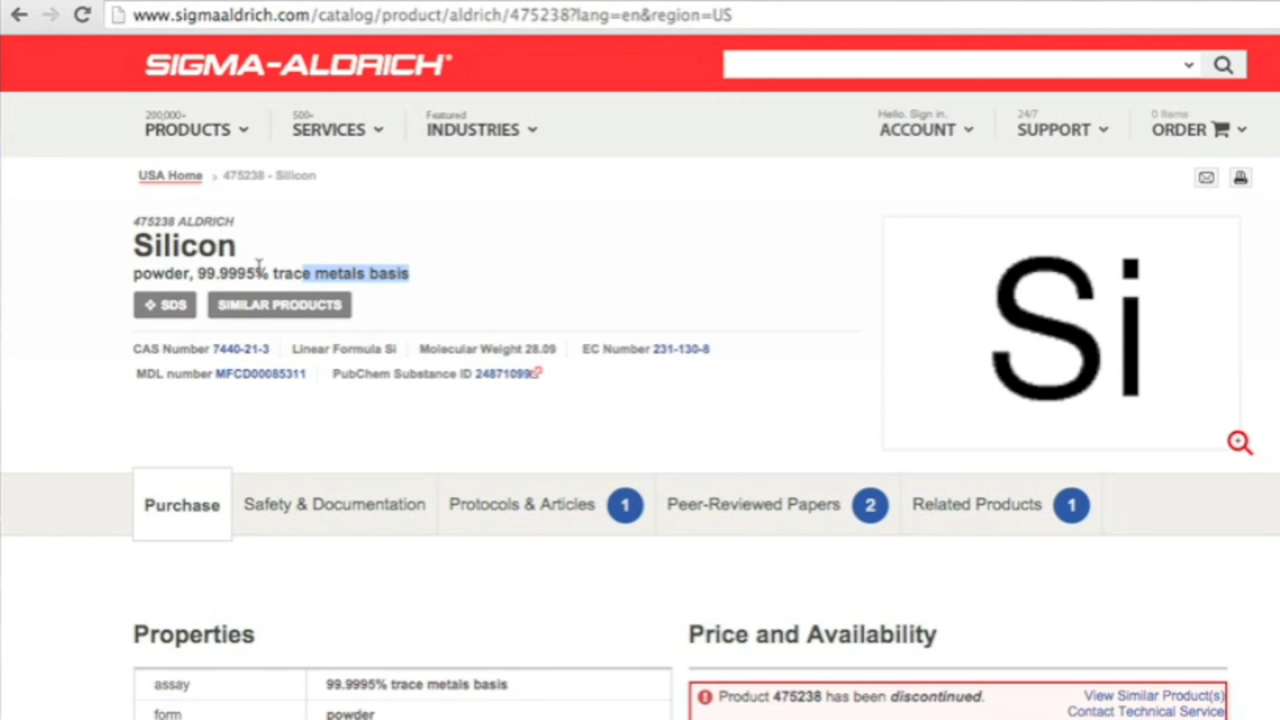 www.sigmaaldrich.com/catalog/product/aldrich/475238?lang=en&region=US
SIGMA-ALDRICH®
200,000+ 500+ Featured Hello. Sign in. 24/7 0 Items
PRODUCTS SERVICES INDUSTRIES ACCOUNT SUPPORT ORDER
USA Home > 475238 - Silicon
475238 ALDRICH
Silicon
powder, 99.9995% trace metals basis
SDS SIMILAR PRODUCTS
CAS Number 7440-21-3 Linear Formula Si Molecular Weight 28.09 EC Number 231-130-8
MDL number MFCD00085311 PubChem Substance ID 24871099
Si
Purchase Safety & Documentation Protocols & Articles 1 Peer-Reviewed Papers 2 Related Products 1
Properties
assay 99.9995% trace metals basis
form powder
Price and Availability
Product 475238 has been discontinued. View Similar Product(s)
Contact Technical Service